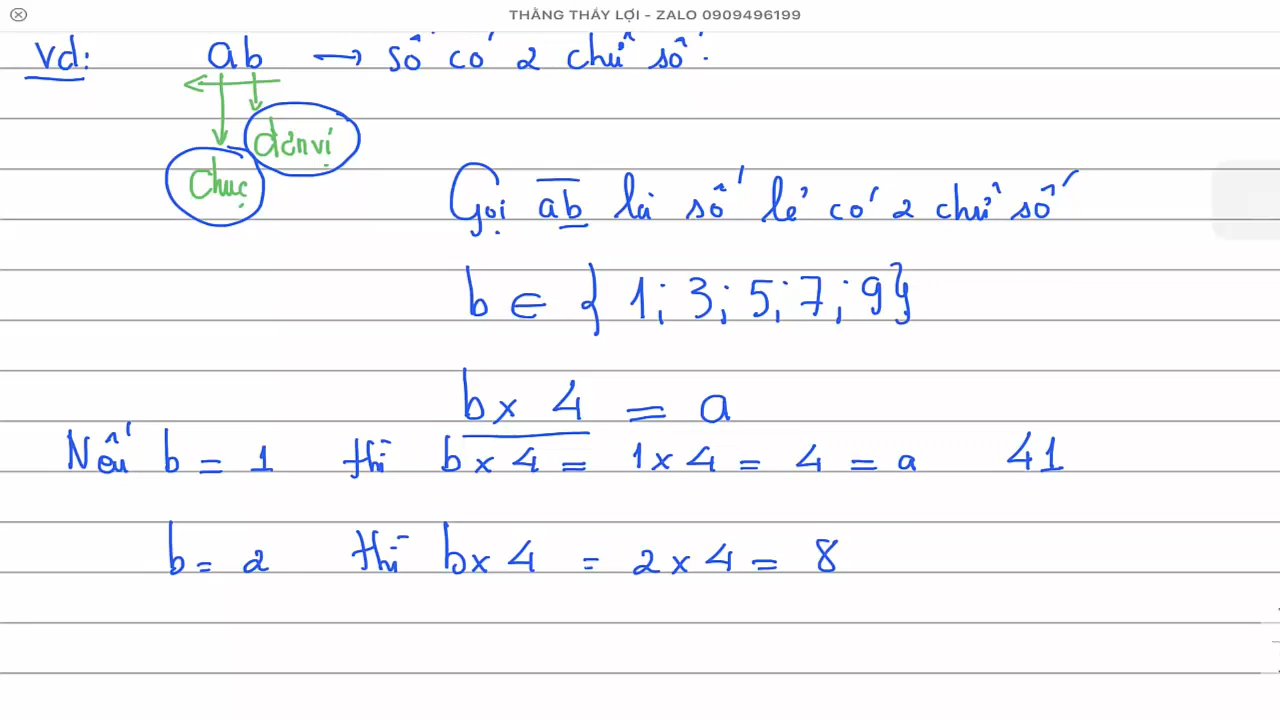 THẮNG THẦY LỢI - ZALO 0909496199
Vd: ab → số có 2 chữ số.
đơn vị
chục
Gọi ab là số lẻ có 2 chữ số
b ∈ { 1; 3; 5; 7; 9}
b x 4 = a
Nếu b = 1 thì b x 4 = 1 x 4 = 4 = a 41
b = 2 thì b x 4 = 2 x 4 = 8